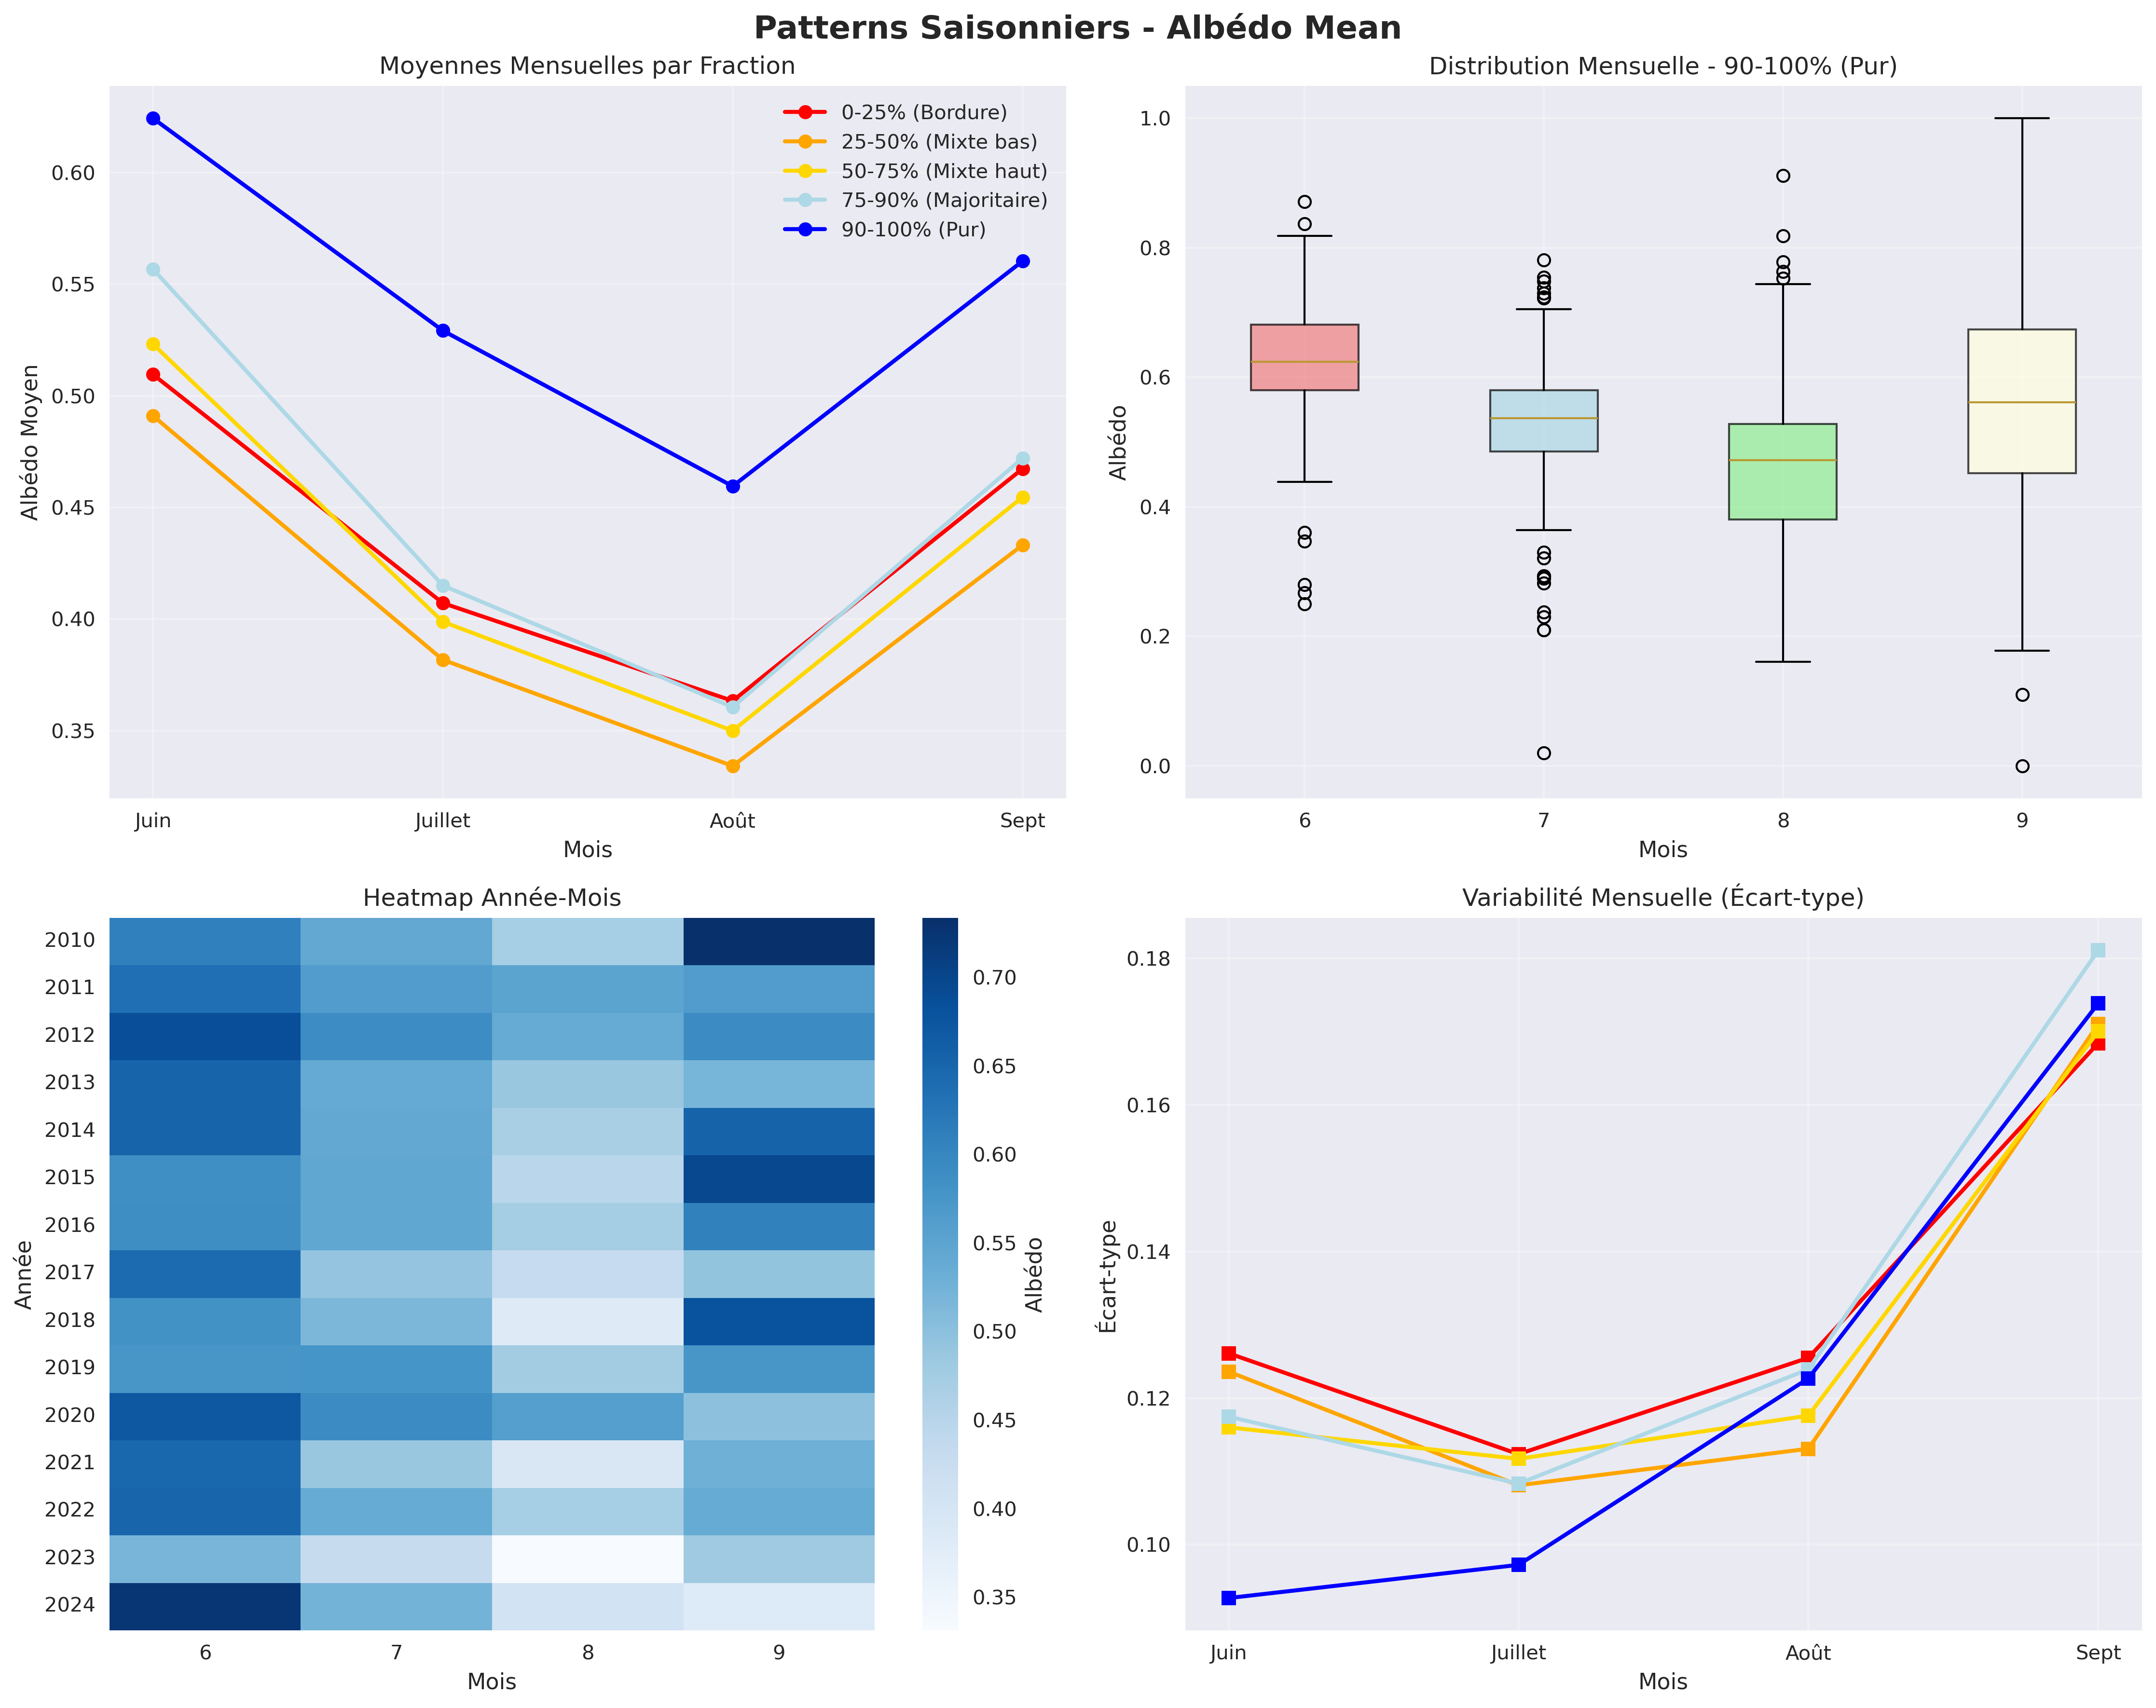 Patterns Saisonniers - Albédo Mean
Moyennes Mensuelles par Fraction
0-25% (Bordure)
25-50% (Mixte bas)
50-75% (Mixte haut)
75-90% (Majoritaire)
90-100% (Pur)
Albédo Moyen
0.60
0.55
0.50
0.45
0.40
0.35
Juin
Juillet
Août
Sept
Mois
Distribution Mensuelle - 90-100% (Pur)
Albédo
1.0
0.8
0.6
0.4
0.2
0.0
6
7
8
9
Mois
Heatmap Année-Mois
Année
2010
2011
2012
2013
2014
2015
2016
2017
2018
2019
2020
2021
2022
2023
2024
6
7
8
9
Mois
0.70
0.65
0.60
0.55
0.50
0.45
0.40
0.35
Albédo
Variabilité Mensuelle (Écart-type)
Écart-type
0.18
0.16
0.14
0.12
0.10
Juin
Juillet
Août
Sept
Mois